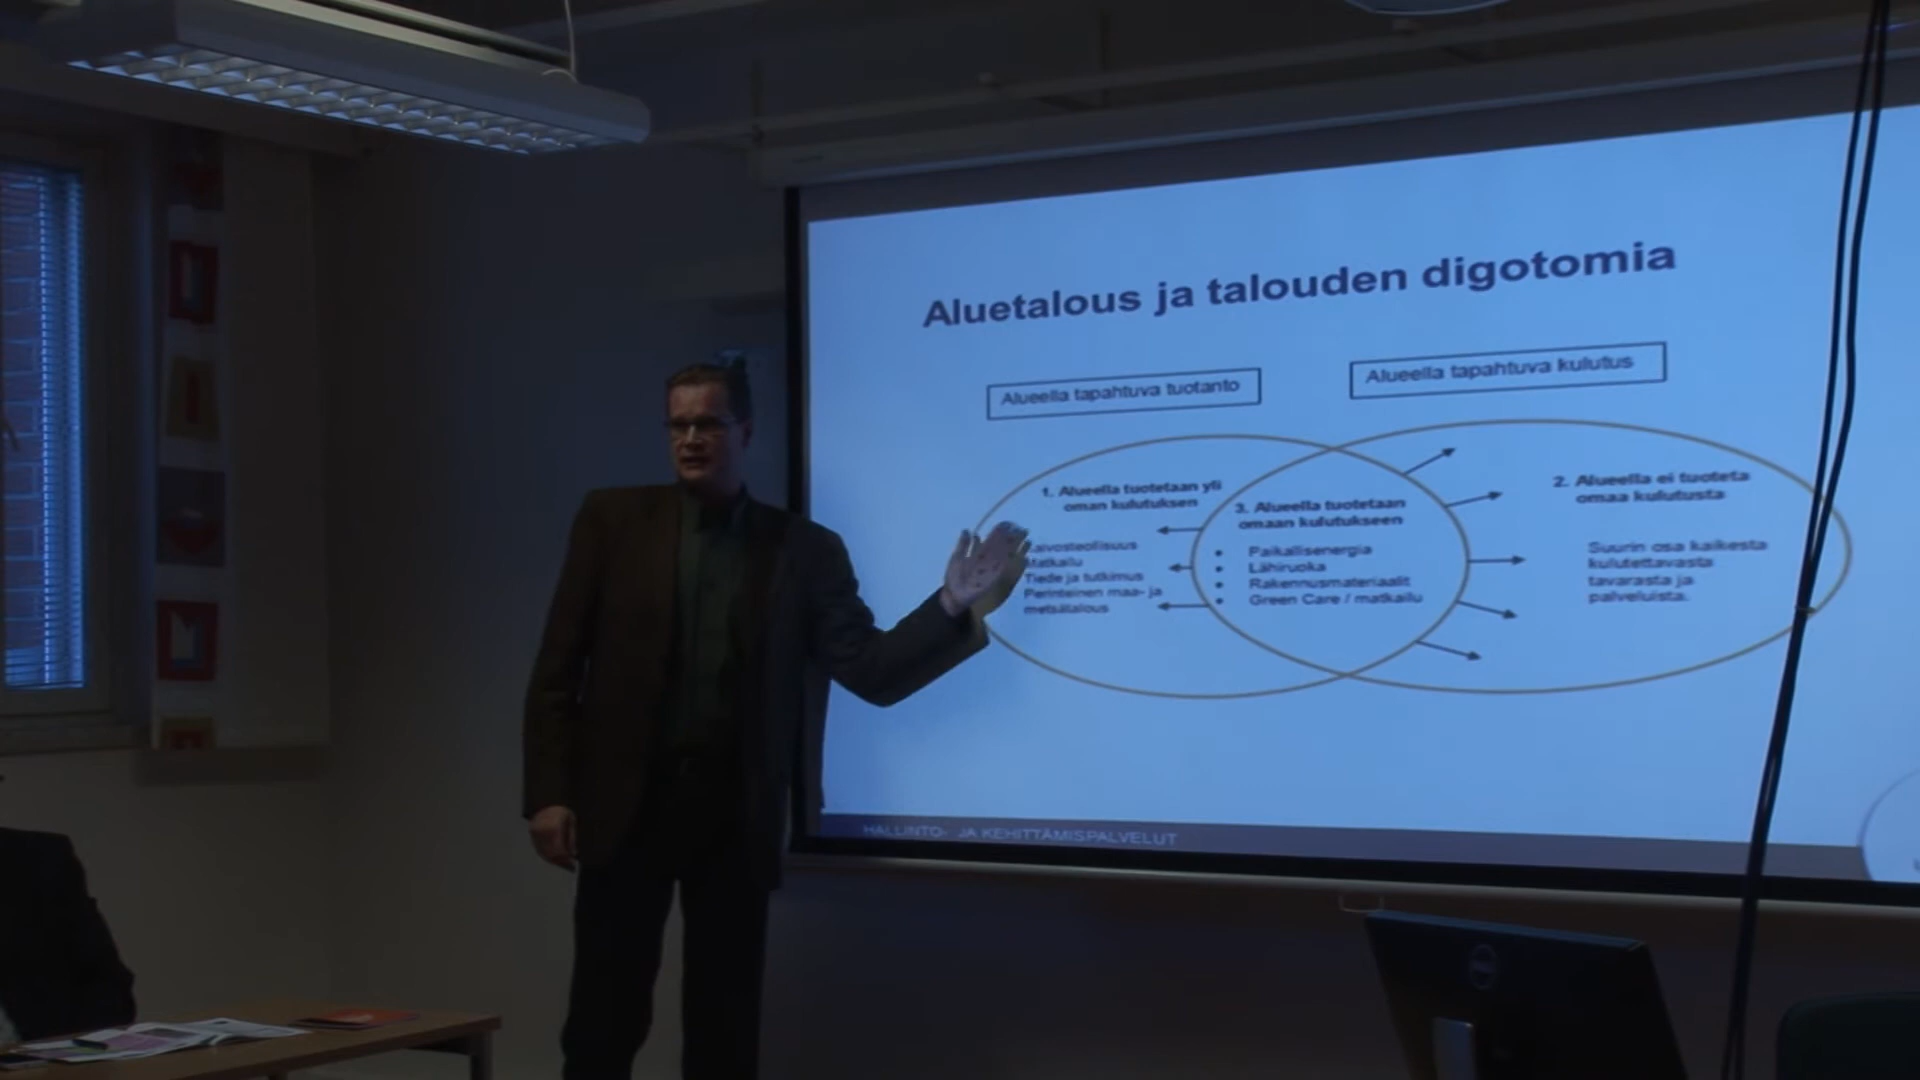 Aluetalous ja talouden digotomia
Alueella tapahtuva tuotanto
Alueella tapahtuva kulutus
1. Alueella tuotetaan yli
oman kulutuksen
Matkailu
Tiede ja tutkimus
Perinteinen maa- ja
metsätalous
3. Alueella tuotetaan
omaan kulutukseen
• Paikallisenergia
• Lähiruoka
• Rakennusmateriaalit
• Green Care / matkailu
2. Alueella ei tuoteta
omaa kulutusta
Suurin osa kaikesta
kulutettavasta
tavarasta ja
palveluista.
HALLINTO- JA KEHITTÄMISPALVELUT